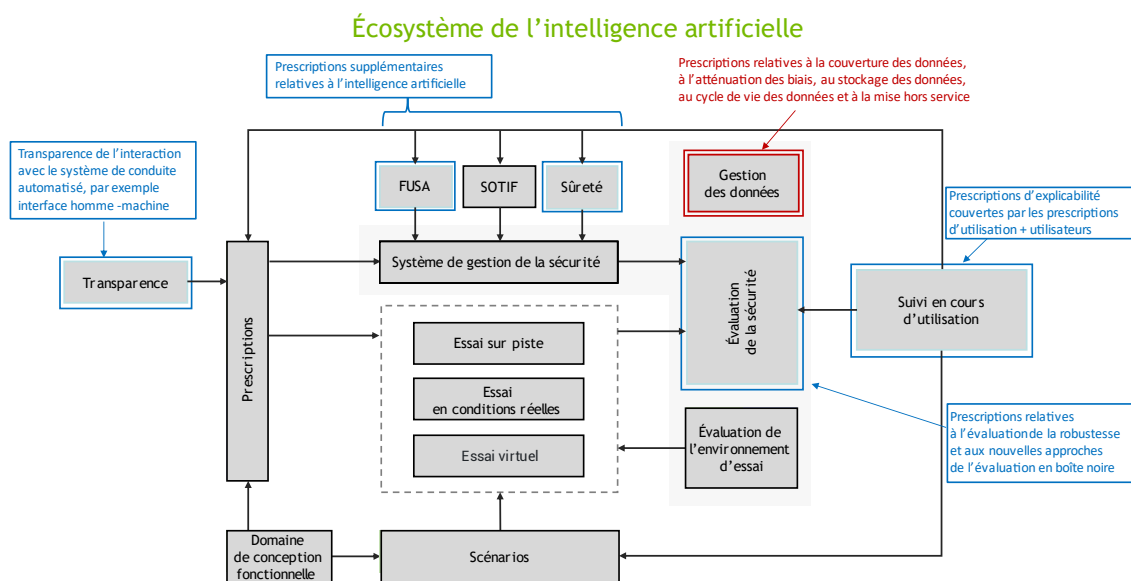 Écosystème de l’intelligence artificielle
Prescriptions supplémentaires
relatives à l’intelligence artificielle
Prescriptions relatives à la couverture des données,
à l’atténuation des biais, au stockage des données,
au cycle de vie des données et à la mise hors service
Transparence de l’interaction
avec le système de conduite
automatisé, par exemple
interface homme -machine
FUSA
SOTIF
Sûreté
Gestion
des données
Prescriptions d’explicabilité
couvertes par les prescriptions
d’utilisation + utilisateurs
Transparence
Prescriptions
Système de gestion de la sécurité
Évaluation
de la sécurité
Suivi en cours
d’utilisation
Essai sur piste
Essai
en conditions réelles
Essai virtuel
Évaluation de
l’environnement
d’essai
Prescriptions relatives
à l’évaluation de la robustesse
et aux nouvelles approches
de l’évaluation en boîte noire
Domaine
de conception
fonctionnelle
Scénarios